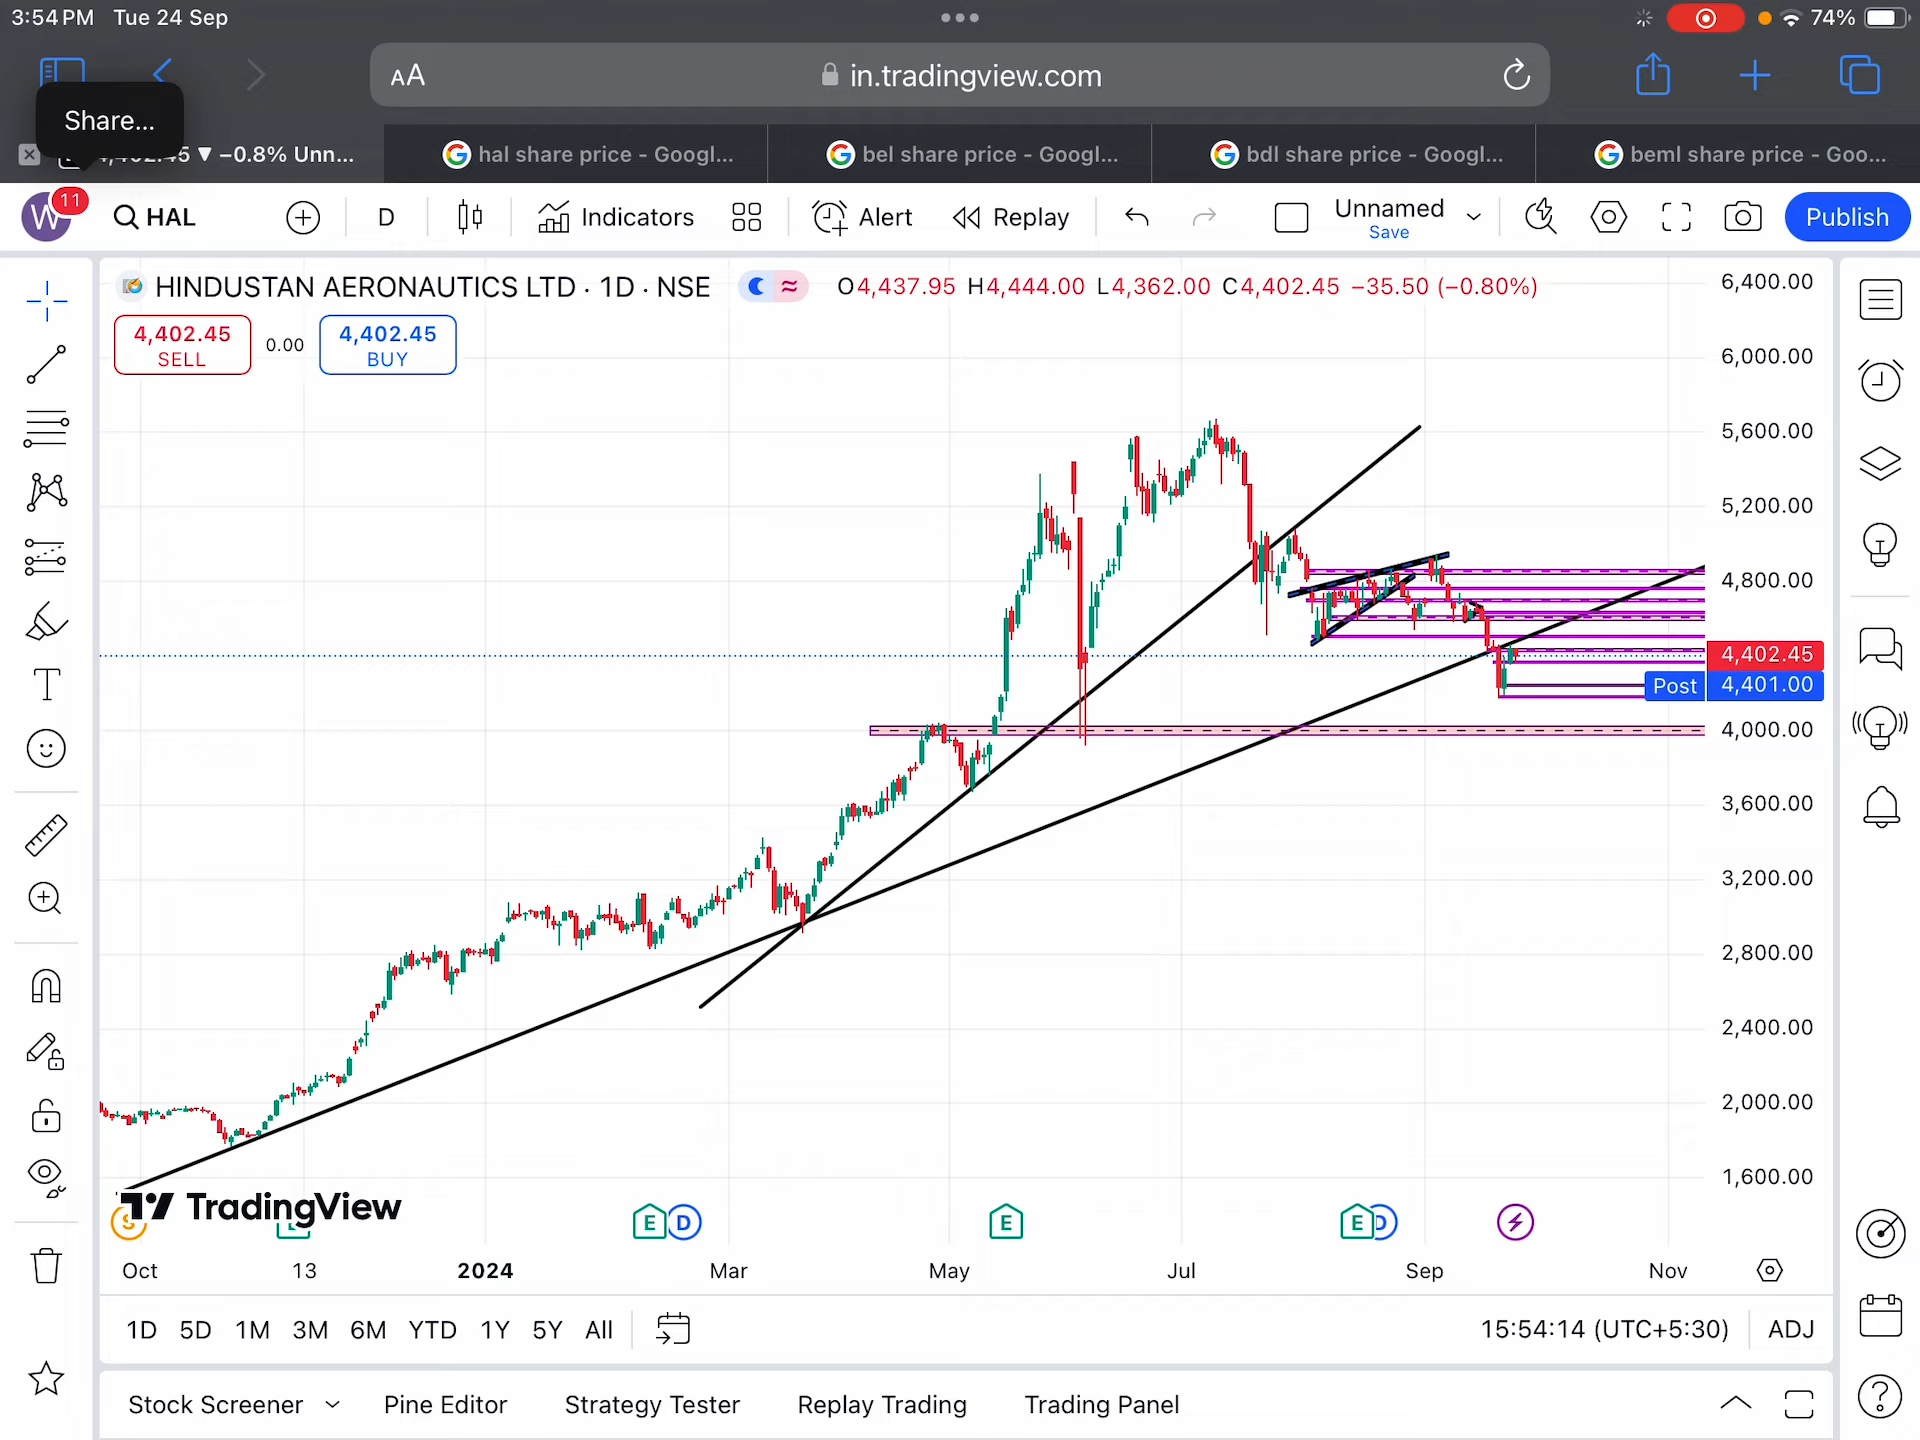 3:54 PM Tue 24 Sep
74%
AA
in.tradingview.com
Share...
−0.8% Unn...
hal share price - Googl...
bel share price - Googl...
bdl share price - Googl...
beml share price - Goo...
W
11
HAL
D
Indicators
Alert
Replay
Unnamed
Save
Publish
HINDUSTAN AERONAUTICS LTD · 1D · NSE
O4,437.95 H4,444.00 L4,362.00 C4,402.45 −35.50 (−0.80%)
4,402.45
SELL
0.00
4,402.45
BUY
6,400.00
6,000.00
5,600.00
5,200.00
4,800.00
4,402.45
Post 4,401.00
4,000.00
3,600.00
3,200.00
2,800.00
2,400.00
2,000.00
1,600.00
TradingView
E D
E
E D
Oct 13 2024 Mar May Jul Sep Nov
1D 5D 1M 3M 6M YTD 1Y 5Y All
15:54:14 (UTC+5:30)
ADJ
Stock Screener
Pine Editor
Strategy Tester
Replay Trading
Trading Panel